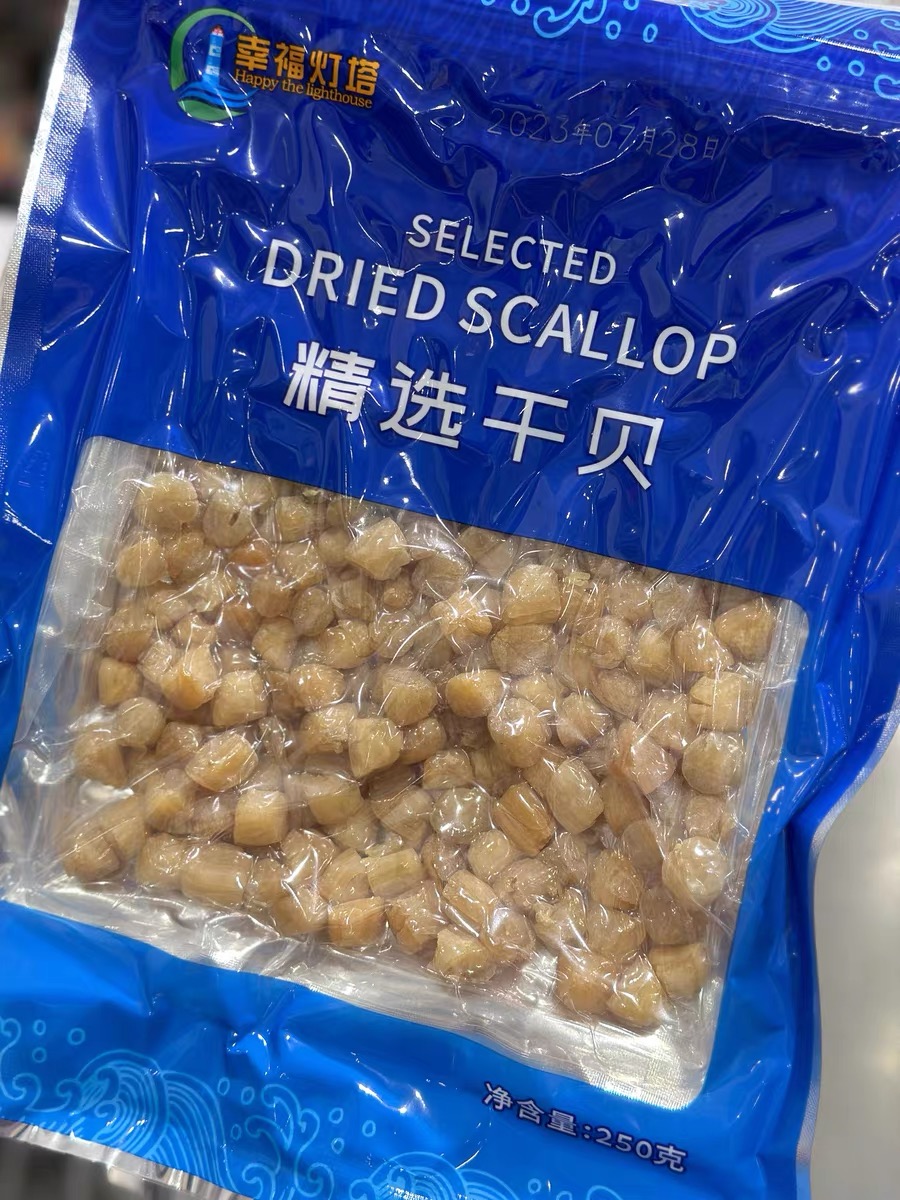 幸福灯塔
Happy the lighthouse
2023年07月28日
SELECTED
DRIED SCALLOP
精选干贝
净含量:250克